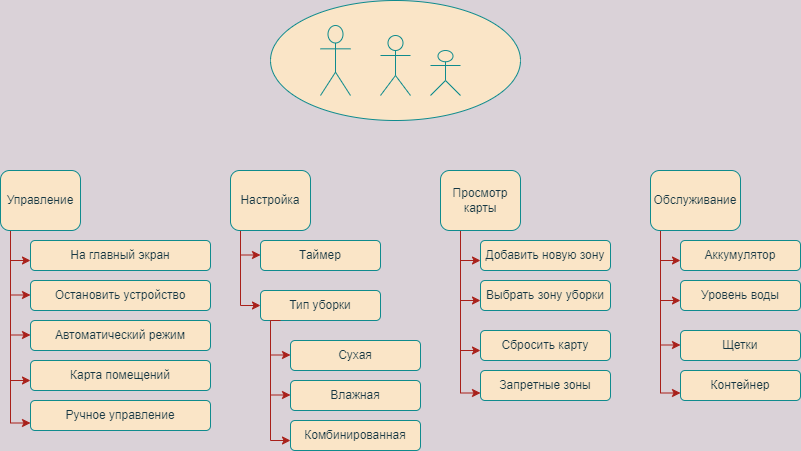 Управление
На главный экран
Остановить устройство
Автоматический режим
Карта помещений
Ручное управление
Настройка
Таймер
Тип уборки
Сухая
Влажная
Комбинированная
Просмотр
карты
Добавить новую зону
Выбрать зону уборки
Сбросить карту
Запретные зоны
Обслуживание
Аккумулятор
Уровень воды
Щетки
Контейнер